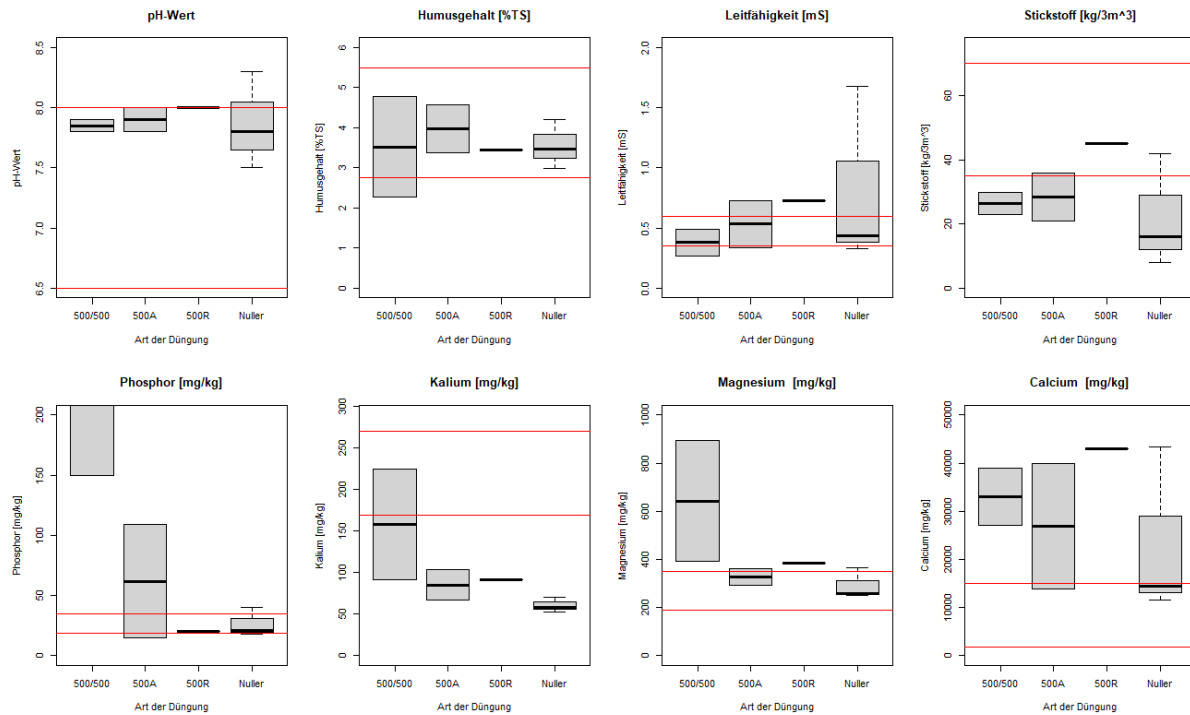 pH-Wert
pH-Wert
8.5
8.0
7.5
7.0
6.5
500/500 500A 500R Nuller
Art der Düngung
Humusgehalt [%TS]
Humusgehalt [%TS]
6
5
4
3
2
1
0
500/500 500A 500R Nuller
Art der Düngung
Leitfähigkeit [mS]
Leitfähigkeit [mS]
2.0
1.5
1.0
0.5
0.0
500/500 500A 500R Nuller
Art der Düngung
Stickstoff [kg/3m^3]
Stickstoff [kg/3m^3]
60
40
20
0
500/500 500A 500R Nuller
Art der Düngung
Phosphor [mg/kg]
Phosphor [mg/kg]
200
150
100
50
0
500/500 500A 500R Nuller
Art der Düngung
Kalium [mg/kg]
Kalium [mg/kg]
300
250
200
150
100
50
0
500/500 500A 500R Nuller
Art der Düngung
Magnesium [mg/kg]
Magnesium [mg/kg]
1000
800
600
400
200
0
500/500 500A 500R Nuller
Art der Düngung
Calcium [mg/kg]
Calcium [mg/kg]
50000
40000
30000
20000
10000
0
500/500 500A 500R Nuller
Art der Düngung